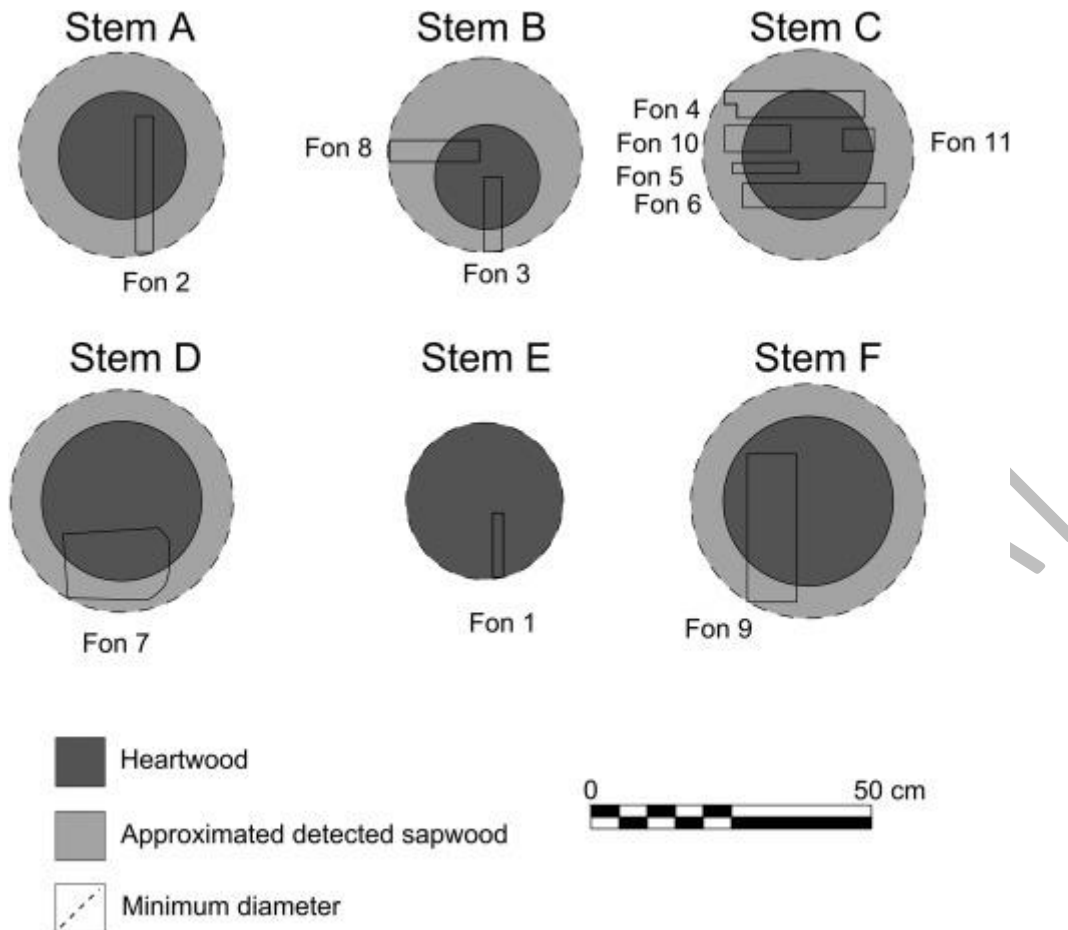 Stem A
Stem B
Stem C
Fon 4
Fon 8
Fon 10
Fon 11
Fon 5
Fon 6
Fon 2
Fon 3
Stem D
Stem E
Stem F
Fon 7
Fon 1
Fon 9
Heartwood
0 50 cm
Approximated detected sapwood
Minimum diameter